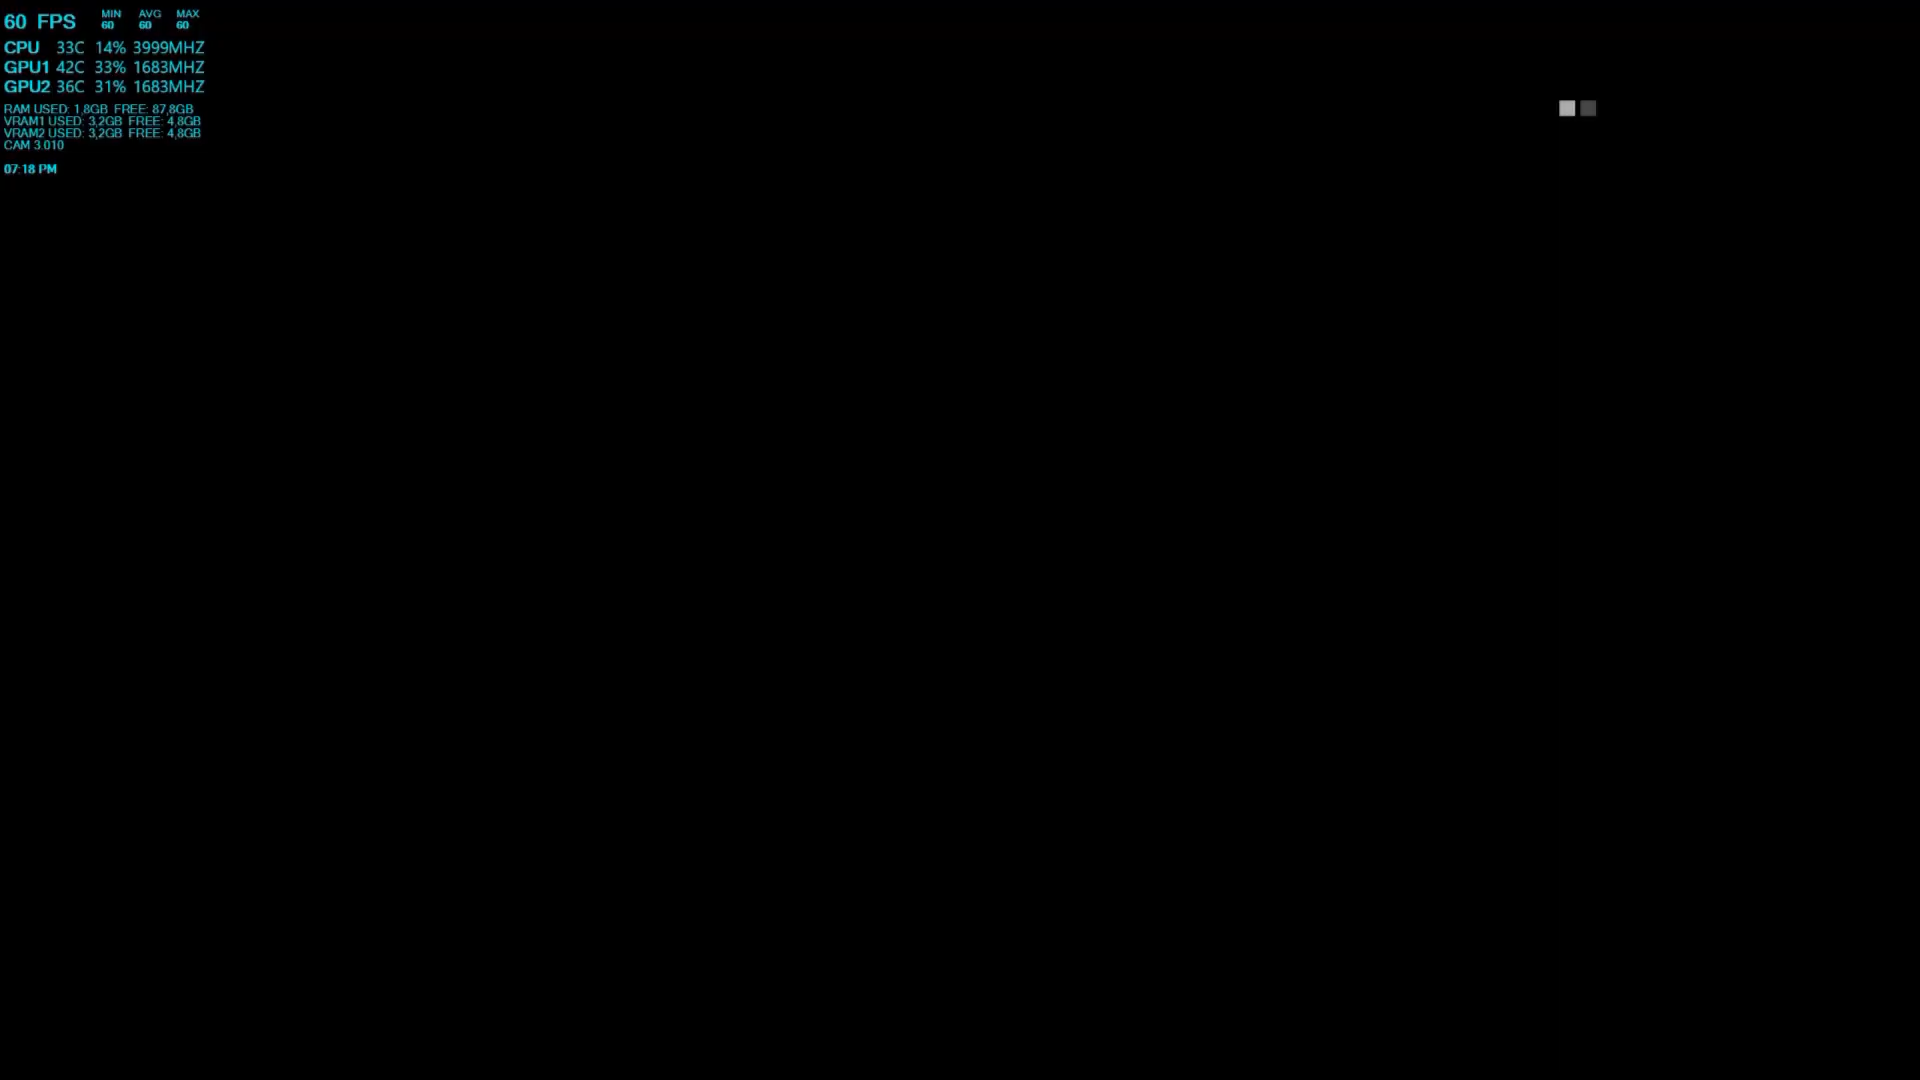 60 FPS MIN AVG MAX
60 60 60
CPU 33C 14% 3999MHZ
GPU1 42C 33% 1683MHZ
GPU2 36C 31% 1683MHZ
RAM USED: 1,8GB FREE: 87,8GB
VRAM1 USED: 3,2GB FREE: 4,8GB
VRAM2 USED: 3,2GB FREE: 4,8GB
CAM 3.010
07:18 PM